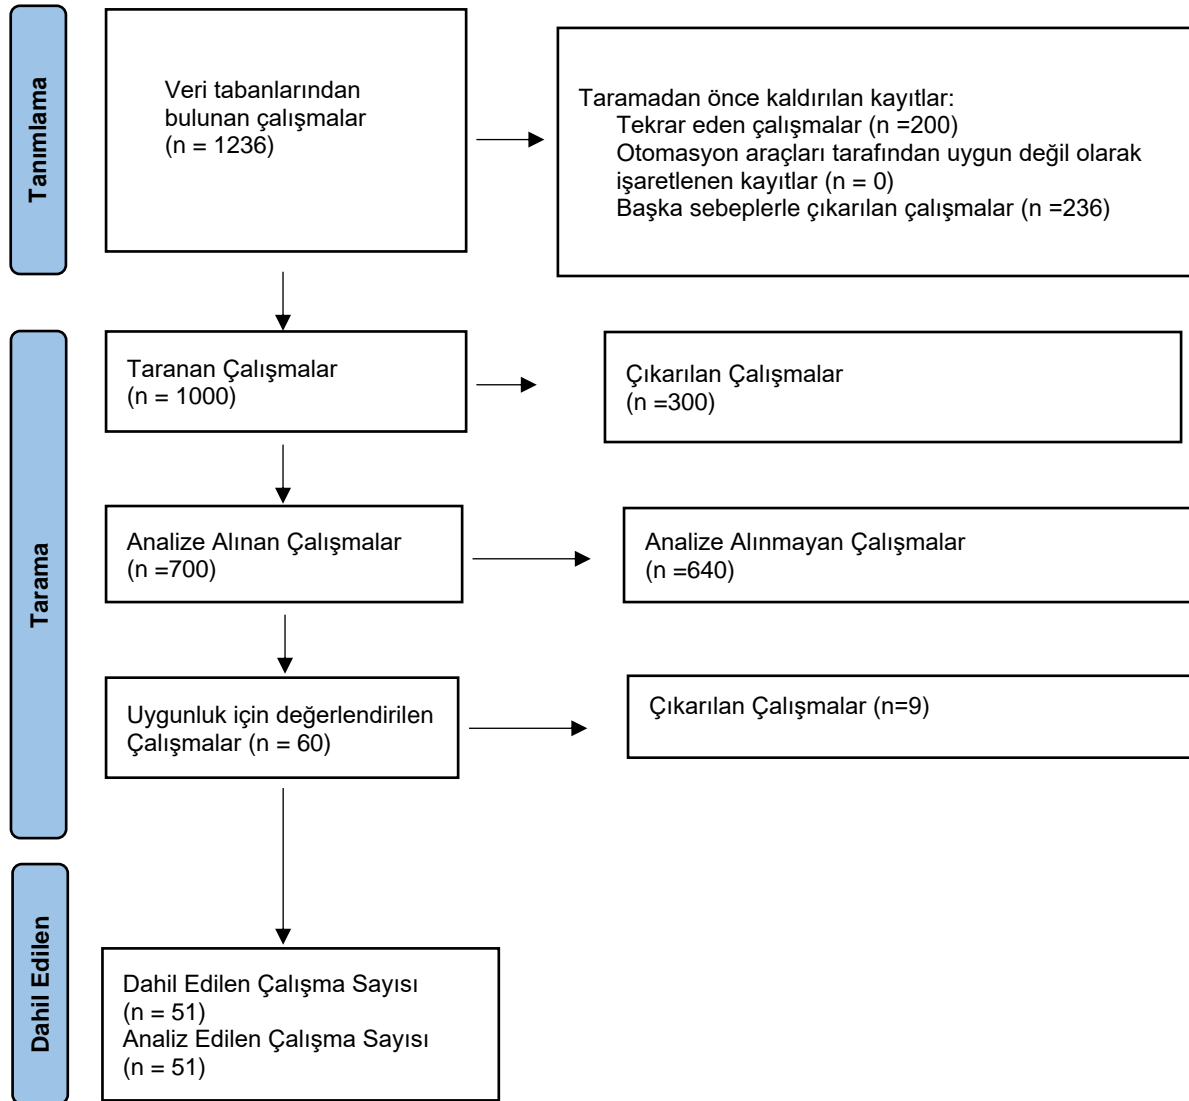 Tanımlama
Veri tabanlarından
bulunan çalışmalar
(n = 1236)
Taramadan önce kaldırılan kayıtlar:
Tekrar eden çalışmalar (n =200)
Otomasyon araçları tarafından uygun değil olarak
işaretlenen kayıtlar (n = 0)
Başka sebeplerle çıkarılan çalışmalar (n =236)
Tarama
Taranan Çalışmalar
(n = 1000)
Çıkarılan Çalışmalar
(n =300)
Analize Alınan Çalışmalar
(n =700)
Analize Alınmayan Çalışmalar
(n =640)
Uygunluk için değerlendirilen
Çalışmalar (n = 60)
Çıkarılan Çalışmalar (n=9)
Dahil Edilen
Dahil Edilen Çalışma Sayısı
(n = 51)
Analiz Edilen Çalışma Sayısı
(n = 51)